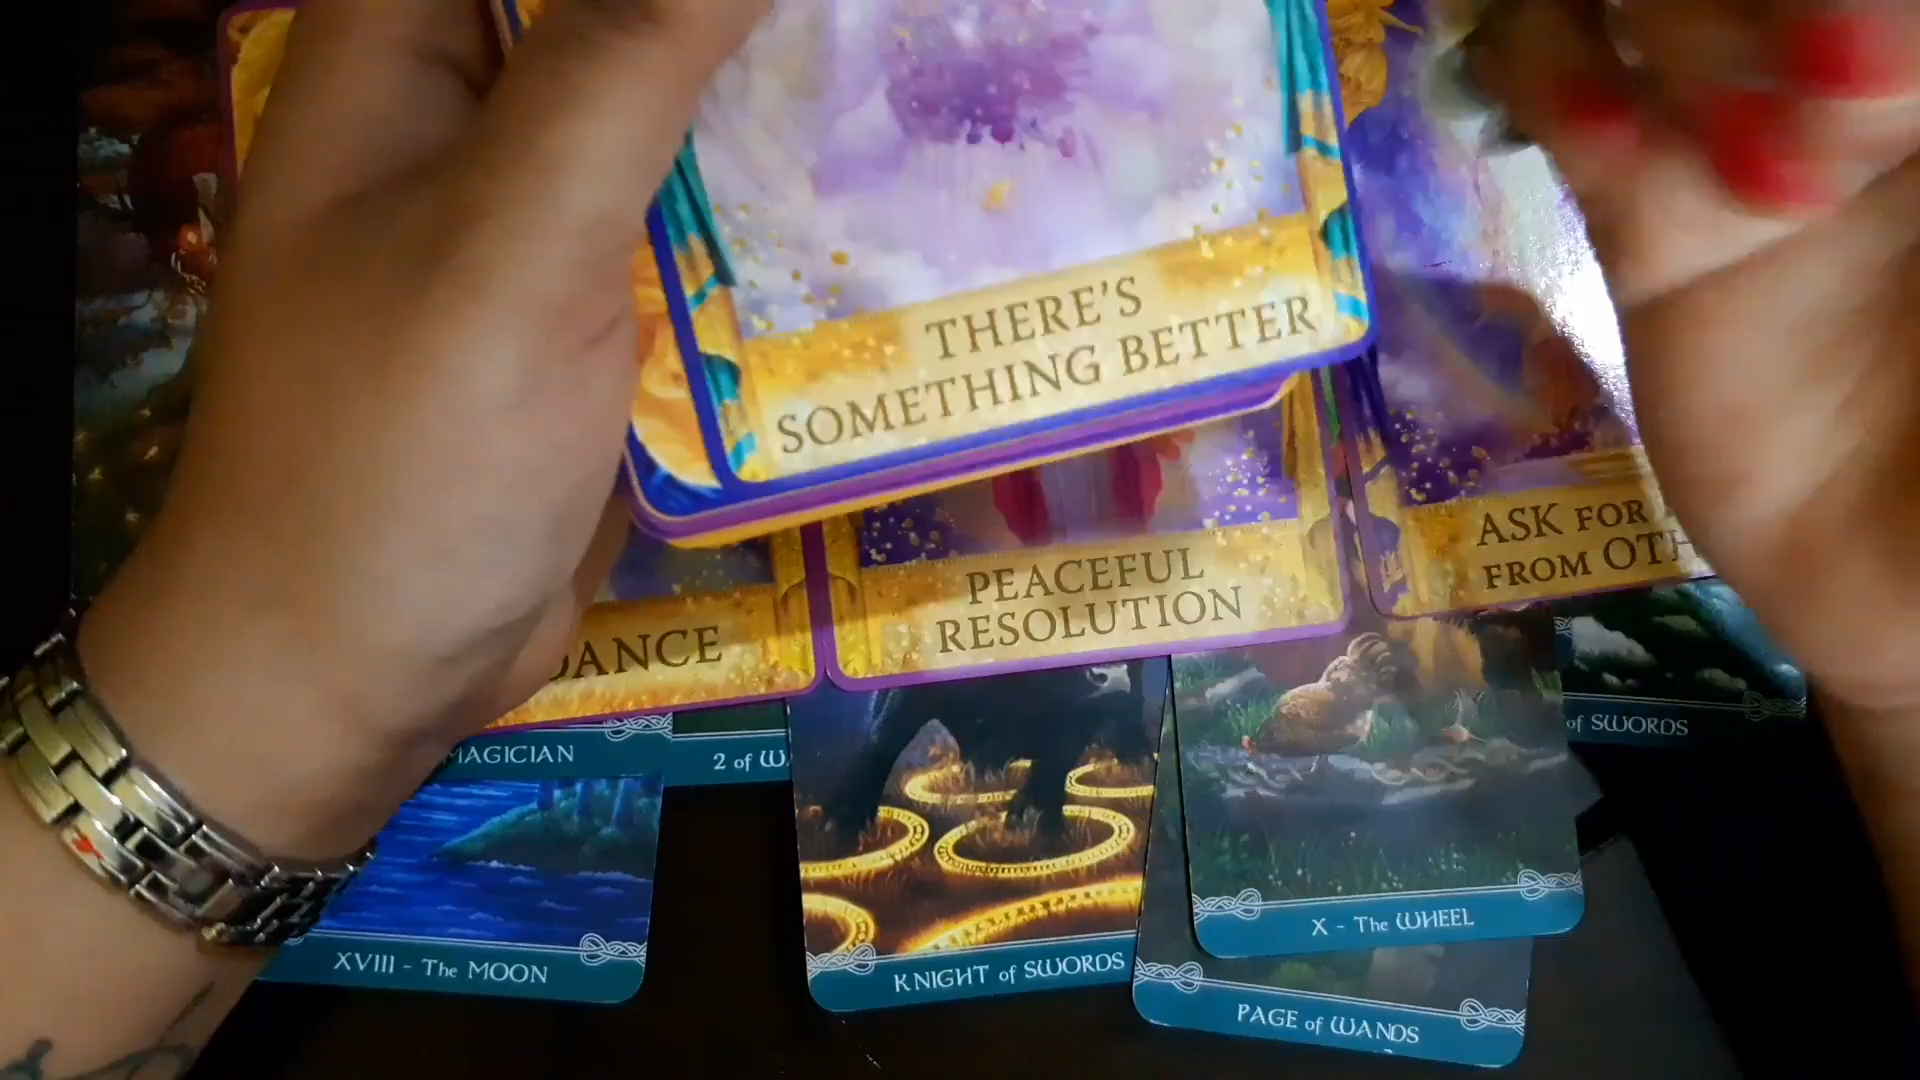 THERE'S
SOMETHING BETTER
PEACEFUL
RESOLUTION
ASK FOR
FROM OTH
DANCE
MAGICIAN
2 of W
of SWORDS
X - The WHEEL
XVIII - The MOON
KNIGHT of SWORDS
PAGE of WANDS